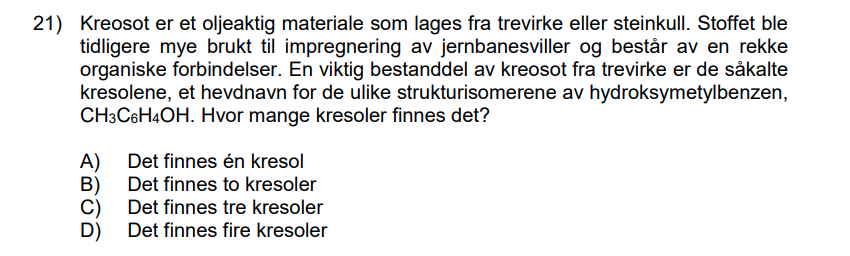 21) Kreosot er et oljeaktig materiale som lages fra trevirke eller steinkull. Stoffet ble
tidligere mye brukt til impregnering av jernbanesviller og består av en rekke
organiske forbindelser. En viktig bestanddel av kreosot fra trevirke er de såkalte
kresolene, et hevdnavn for de ulike strukturisomerene av hydroksymetylbenzen,
CH₃C₆H₄OH. Hvor mange kresoler finnes det?
A) Det finnes én kresol
B) Det finnes to kresoler
C) Det finnes tre kresoler
D) Det finnes fire kresoler